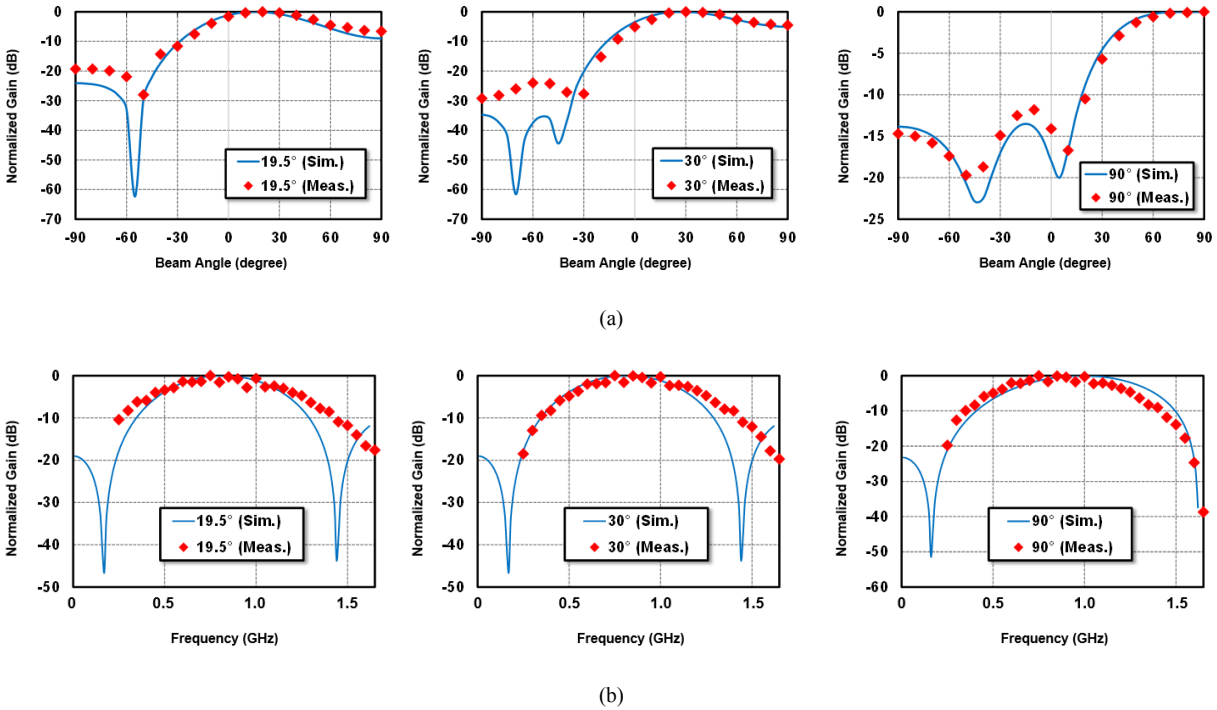 Normalized Gain (dB)
0
-10
-20
-30
-40
-50
-60
-70
19.5° (Sim.)
19.5° (Meas.)
-90 -60 -30 0 30 60 90
Beam Angle (degree)
Normalized Gain (dB)
0
-10
-20
-30
-40
-50
-60
-70
30° (Sim.)
30° (Meas.)
-90 -60 -30 0 30 60 90
Beam Angle (degree)
Normalized Gain (dB)
0
-5
-10
-15
-20
-25
90° (Sim.)
90° (Meas.)
-90 -60 -30 0 30 60 90
Beam Angle (degree)
(a)
Normalized Gain (dB)
0
-10
-20
-30
-40
-50
19.5° (Sim.)
19.5° (Meas.)
0 0.5 1.0 1.5
Frequency (GHz)
Normalized Gain (dB)
0
-10
-20
-30
-40
-50
30° (Sim.)
30° (Meas.)
0 0.5 1.0 1.5
Frequency (GHz)
Normalized Gain (dB)
0
-10
-20
-30
-40
-50
-60
90° (Sim.)
90° (Meas.)
0 0.5 1.0 1.5
Frequency (GHz)
(b)